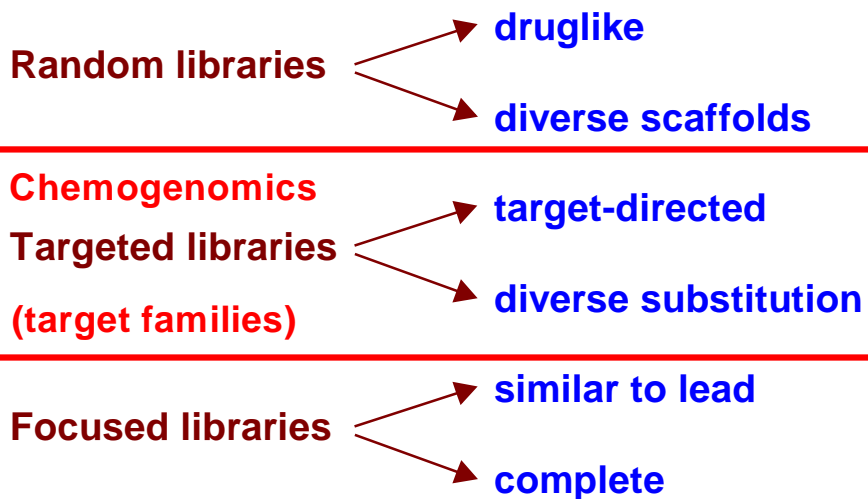 druglike
Random libraries
diverse scaffolds
Chemogenomics
target-directed
Targeted libraries
diverse substitution
(target families)
similar to lead
Focused libraries
complete